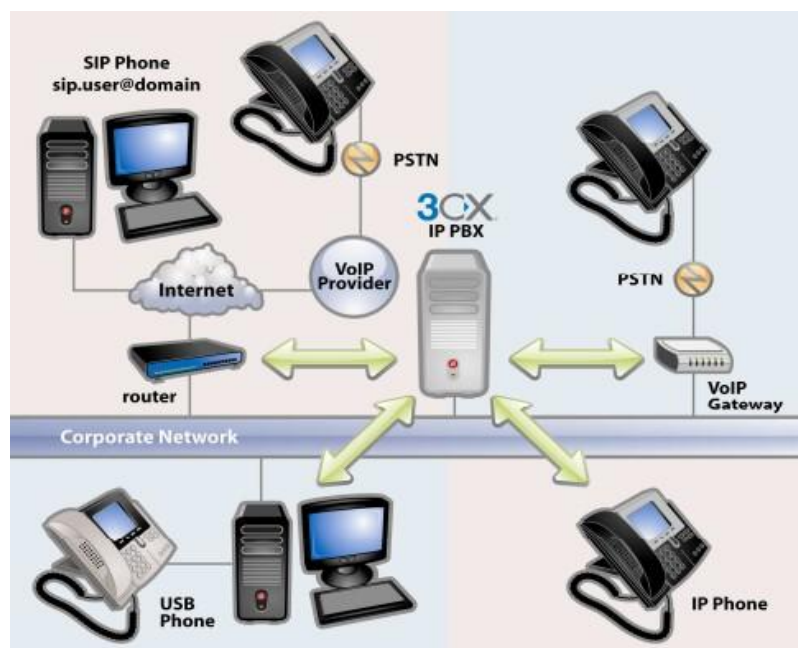 SIP Phone
sip.user@domain
PSTN
3CX
IP PBX
VoIP
Provider
Internet
PSTN
router
VoIP
Gateway
Corporate Network
USB
Phone
IP Phone